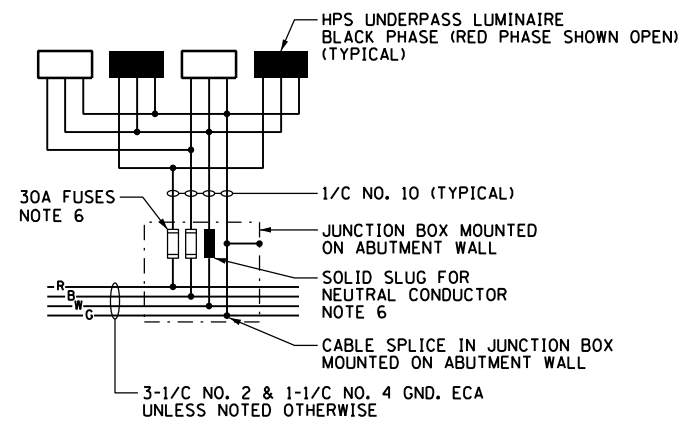 HPS UNDERPASS LUMINAIRE
BLACK PHASE (RED PHASE SHOWN OPEN)
(TYPICAL)
30A FUSES
NOTE 6
1/C NO. 10 (TYPICAL)
JUNCTION BOX MOUNTED
ON ABUTMENT WALL
SOLID SLUG FOR
NEUTRAL CONDUCTOR
NOTE 6
R
B
W
G
CABLE SPLICE IN JUNCTION BOX
MOUNTED ON ABUTMENT WALL
3-1/C NO. 2 & 1-1/C NO. 4 GND. ECA
UNLESS NOTED OTHERWISE